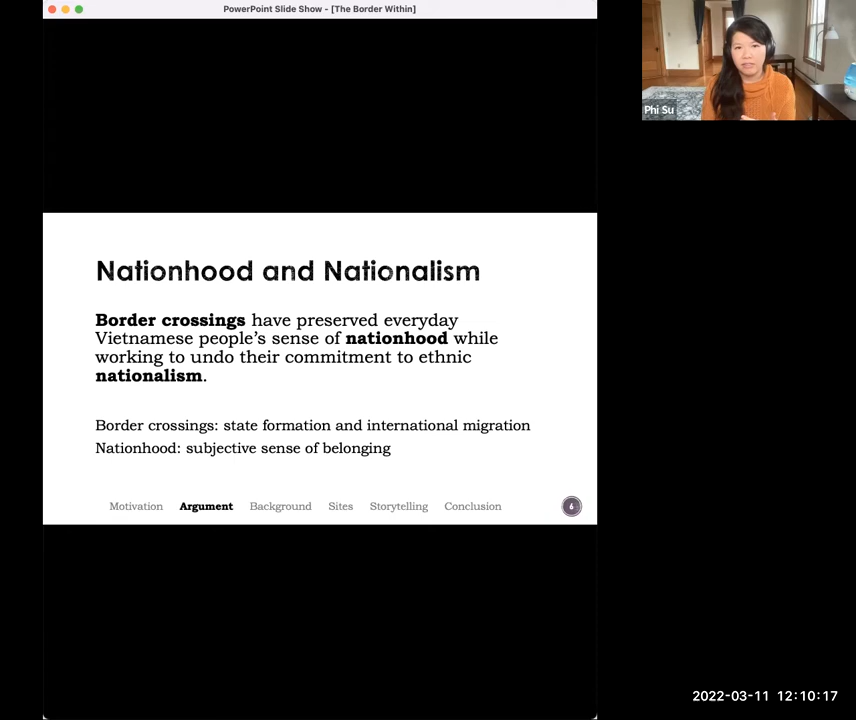 PowerPoint Slide Show - [The Border Within]
Phi Su
Nationhood and Nationalism
Border crossings have preserved everyday
Vietnamese people's sense of nationhood while
working to undo their commitment to ethnic
nationalism.
Border crossings: state formation and international migration
Nationhood: subjective sense of belonging
Motivation Argument Background Sites Storytelling Conclusion
6
2022-03-11 12:10:17